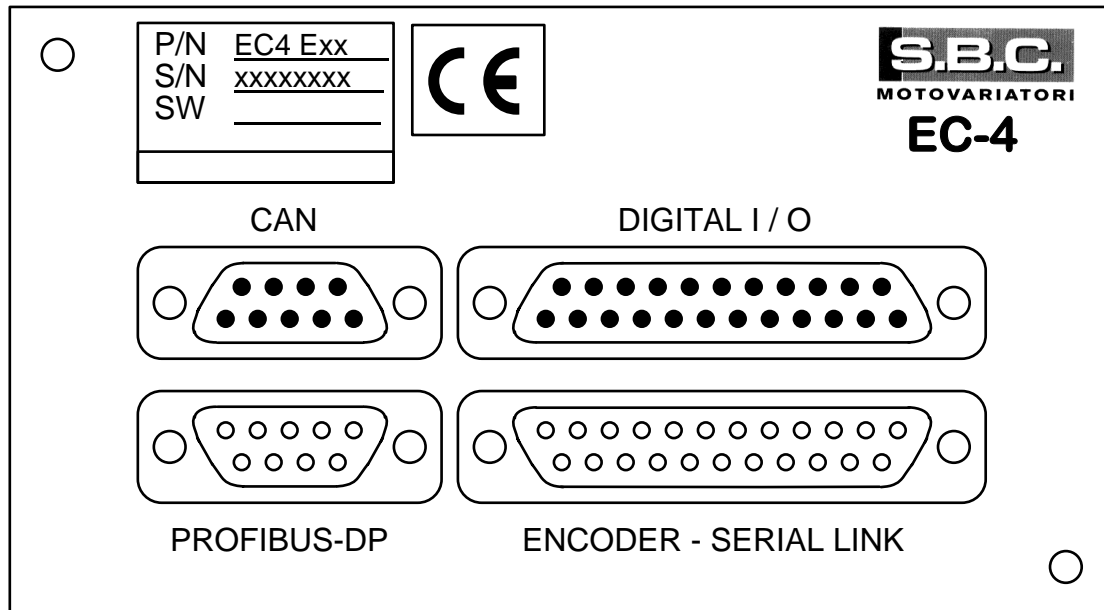 P/N EC4 Exx
S/N xxxxxxxx
SW
CE
S.B.C.
MOTOVARIATORI
EC-4
CAN
DIGITAL I / O
PROFIBUS-DP
ENCODER - SERIAL LINK